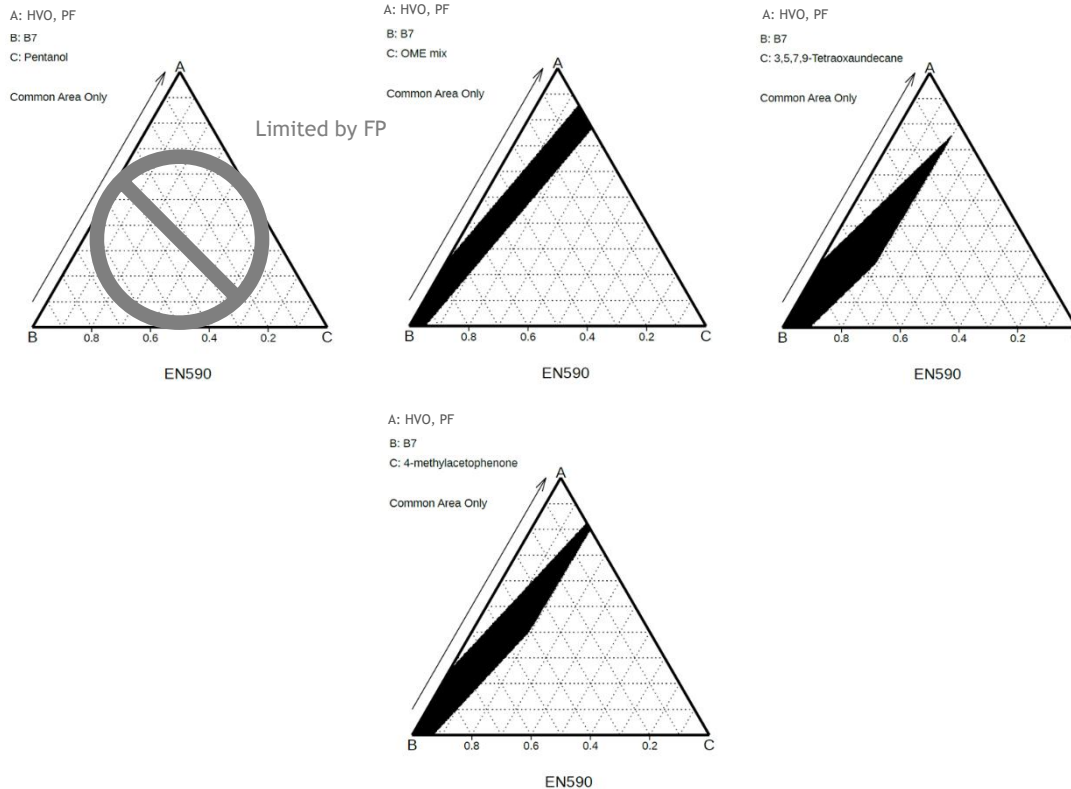 A: HVO, PF
B: B7
C: Pentanol
Common Area Only
A
Limited by FP
B
0.8
0.6
0.4
0.2
C
EN590
A: HVO, PF
B: B7
C: OME mix
Common Area Only
A
B
0.8
0.6
0.4
0.2
C
EN590
A: HVO, PF
B: B7
C: 3,5,7,9-Tetraoxaundecane
Common Area Only
A
B
0.8
0.6
0.4
0.2
EN590
A: HVO, PF
B: B7
C: 4-methylacetophenone
Common Area Only
A
B
0.8
0.6
0.4
0.2
C
EN590